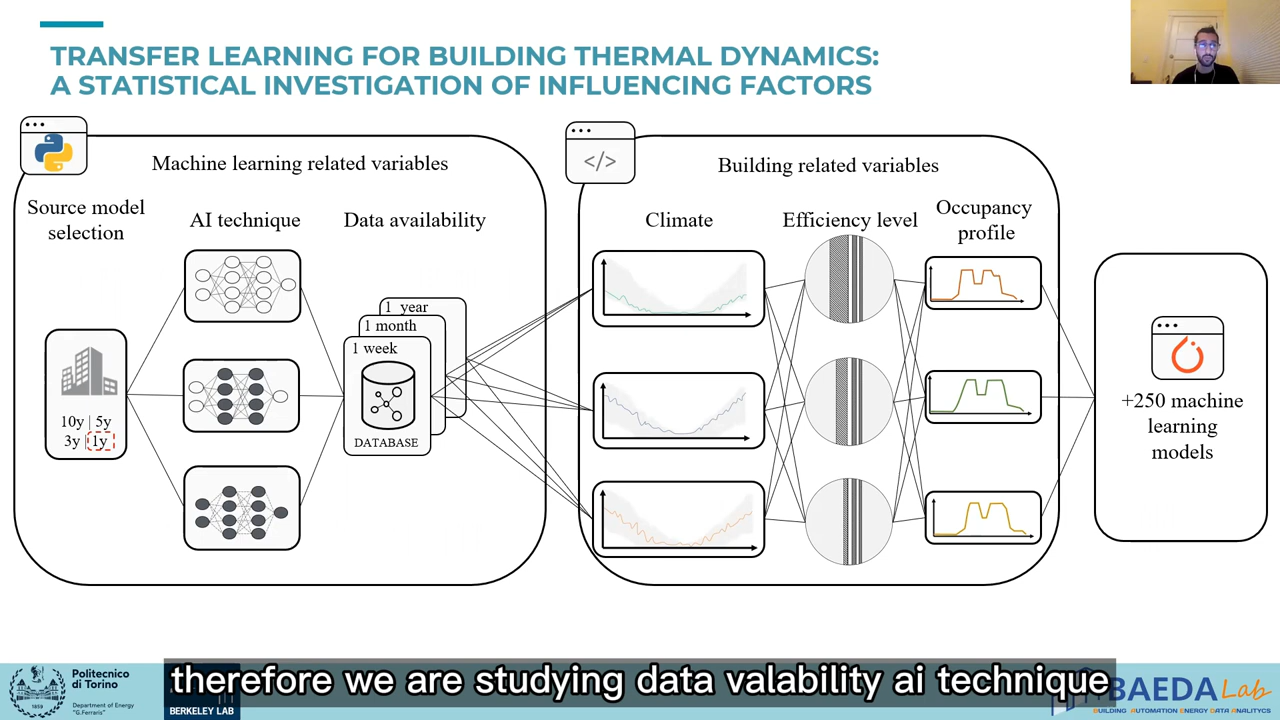 TRANSFER LEARNING FOR BUILDING THERMAL DYNAMICS:
A STATISTICAL INVESTIGATION OF INFLUENCING FACTORS
Machine learning related variables
Source model
selection
AI technique
Data availability
10y | 5y
3y | 1y
1 year
1 month
1 week
DATABASE
</>
Building related variables
Climate
Efficiency level
Occupancy
profile
+250 machine
learning
models
therefore we are studying data valability ai technique
Politecnico
di Torino
Department of Energy
"G.Ferraris"
1859
BERKELEY LAB
BAEDA Lab
BUILDING AUTOMATION ENERGY DATA ANALITYCS